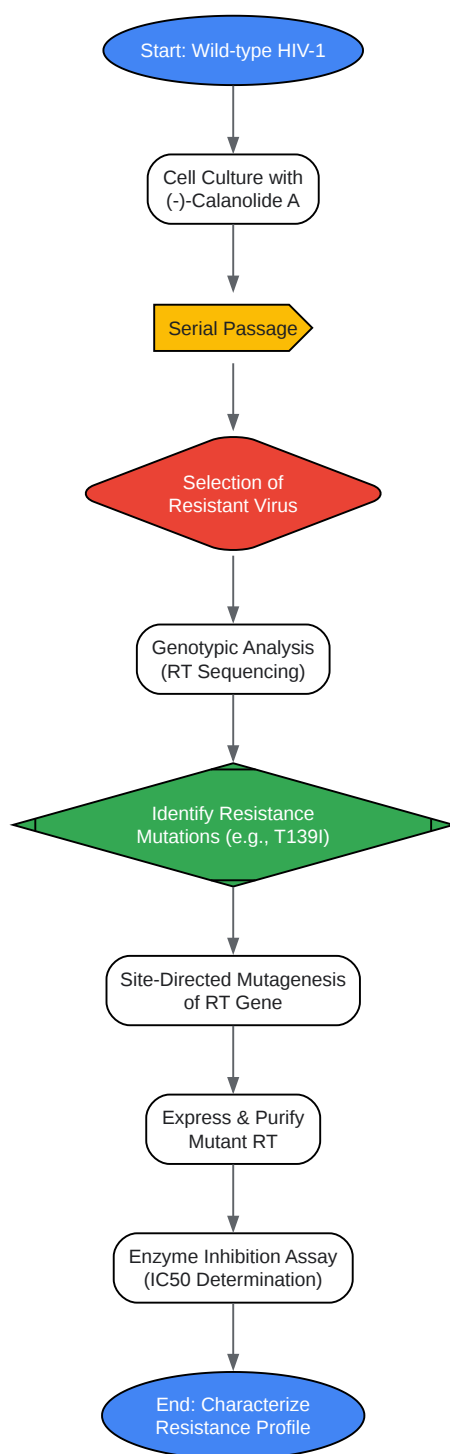 Start: Wild-type HIV-1
Cell Culture with
(-)-Calanolide A
Serial Passage
Selection of
Resistant Virus
Genotypic Analysis
(RT Sequencing)
Identify Resistance
Mutations (e.g., T139I)
Site-Directed Mutagenesis
of RT Gene
Express & Purify
Mutant RT
Enzyme Inhibition Assay
(IC50 Determination)
End: Characterize
Resistance Profile